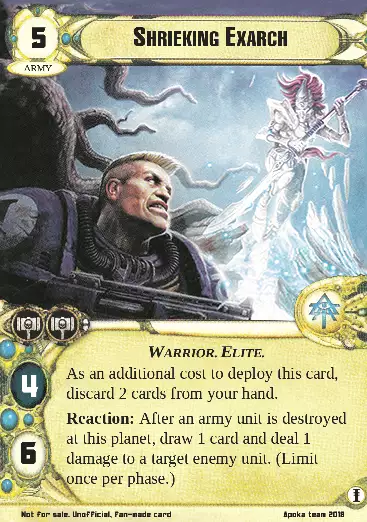 5
SHRIEKING EXARCH
ARMY
WARRIOR. ELITE.
4
As an additional cost to deploy this card,
discard 2 cards from your hand.
6
Reaction: After an army unit is destroyed
at this planet, draw 1 card and deal 1
damage to a target enemy unit. (Limit
once per phase.)
Not for sale. Unofficial, Fan-made card
Apoka team 2018